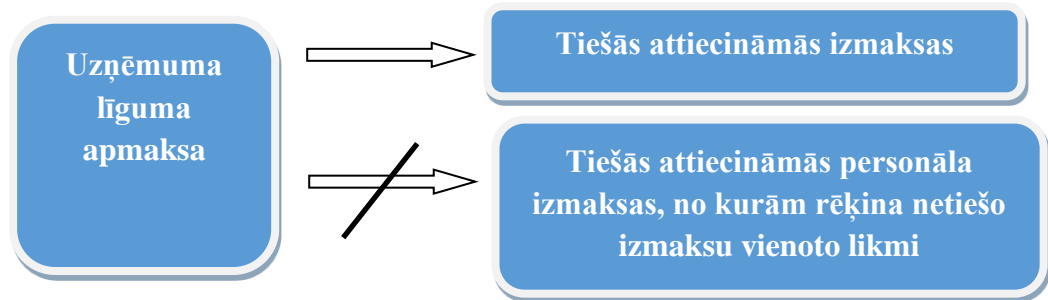 Uzņēmuma
līguma
apmaksa
Tiešās attiecināmās izmaksas
Tiešās attiecināmās personāla
izmaksas, no kurām rēķina netiešo
izmaksu vienoto likmi